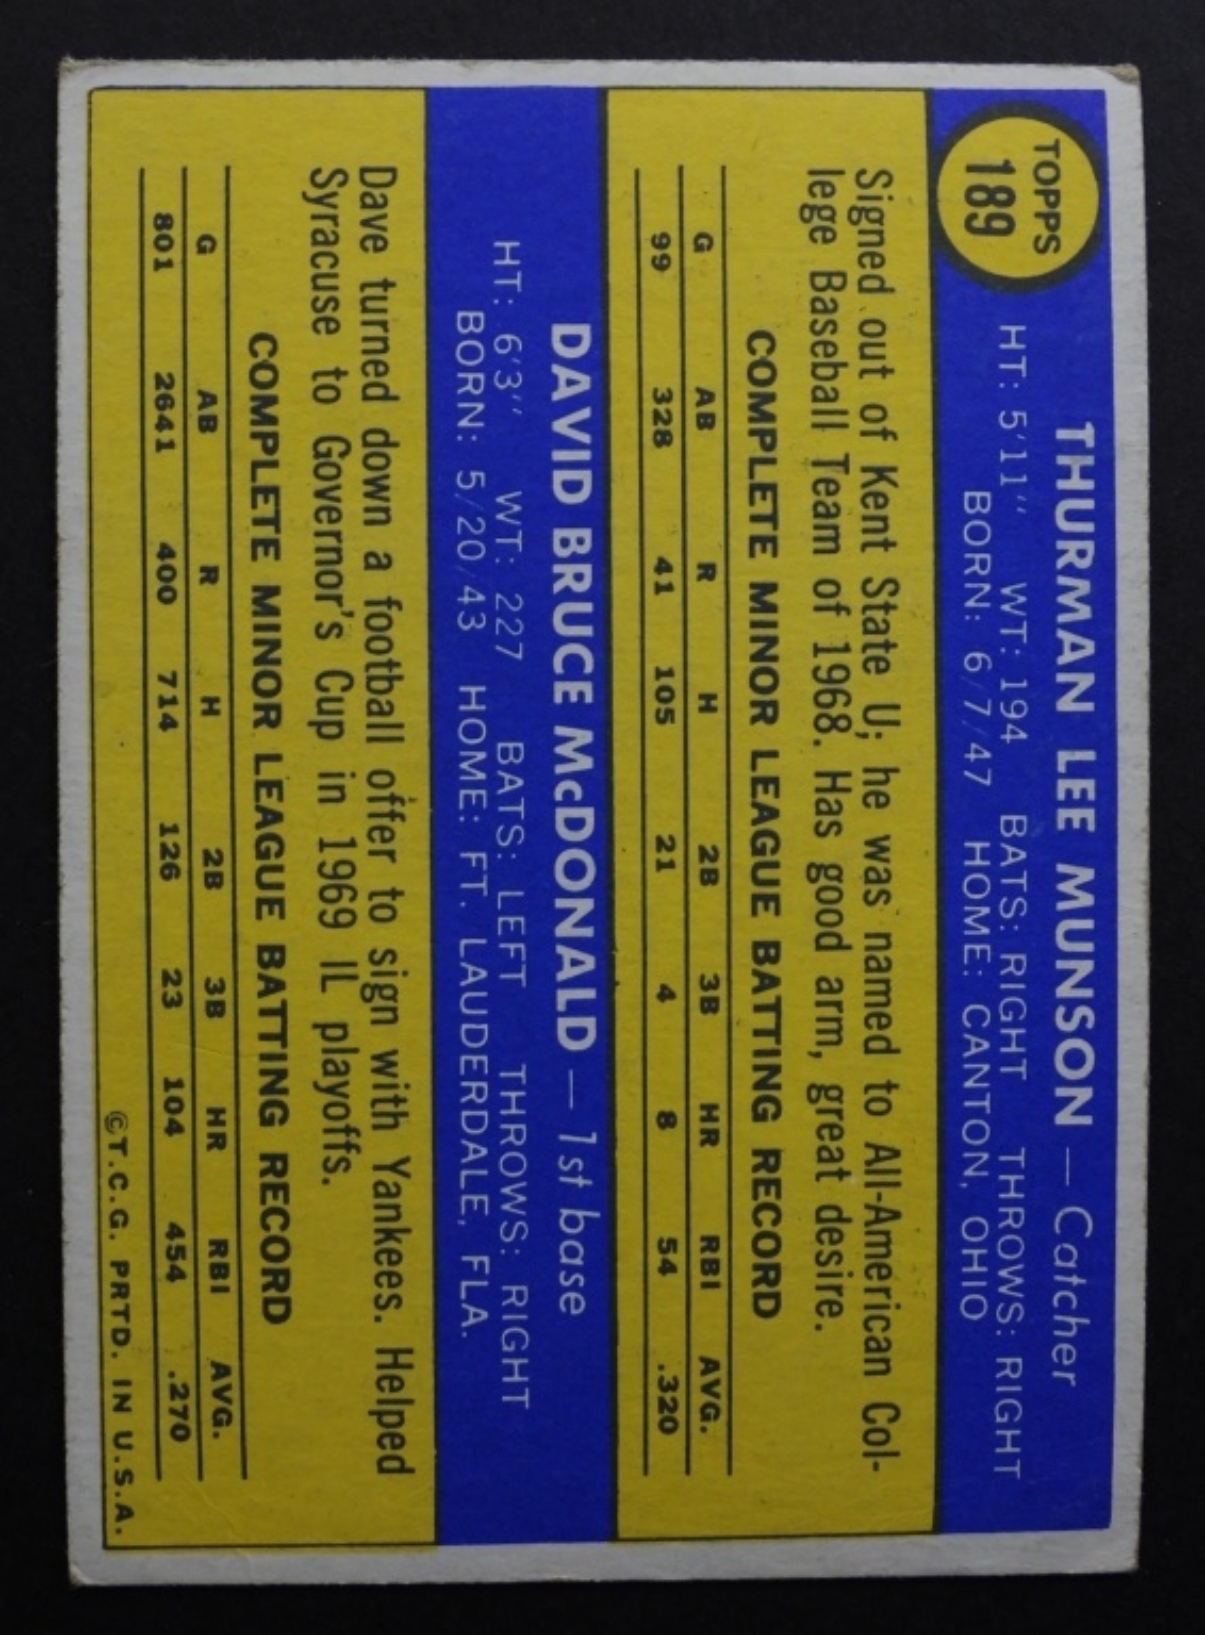 TOPPS
189
THURMAN LEE MUNSON — Catcher
HT: 5'11'' WT: 194 BATS: RIGHT THROWS: RIGHT
BORN: 6/7/47 HOME: CANTON, OHIO
Signed out of Kent State U; he was named to All-American Col-
lege Baseball Team of 1968. Has good arm, great desire.
COMPLETE MINOR LEAGUE BATTING RECORD
G AB R H 2B 3B HR RBI AVG.
99 328 41 105 21 4 8 54 .320
DAVID BRUCE McDONALD — 1st base
HT: 6'3'' WT: 227 BATS: LEFT THROWS: RIGHT
BORN: 5/20/43 HOME: FT. LAUDERDALE, FLA.
Dave turned down a football offer to sign with Yankees. Helped
Syracuse to Governor's Cup in 1969 IL playoffs.
COMPLETE MINOR LEAGUE BATTING RECORD
G AB R H 2B 3B HR RBI AVG.
801 2641 400 714 126 23 104 454 .270
©T.C.G. PRTD. IN U.S.A.